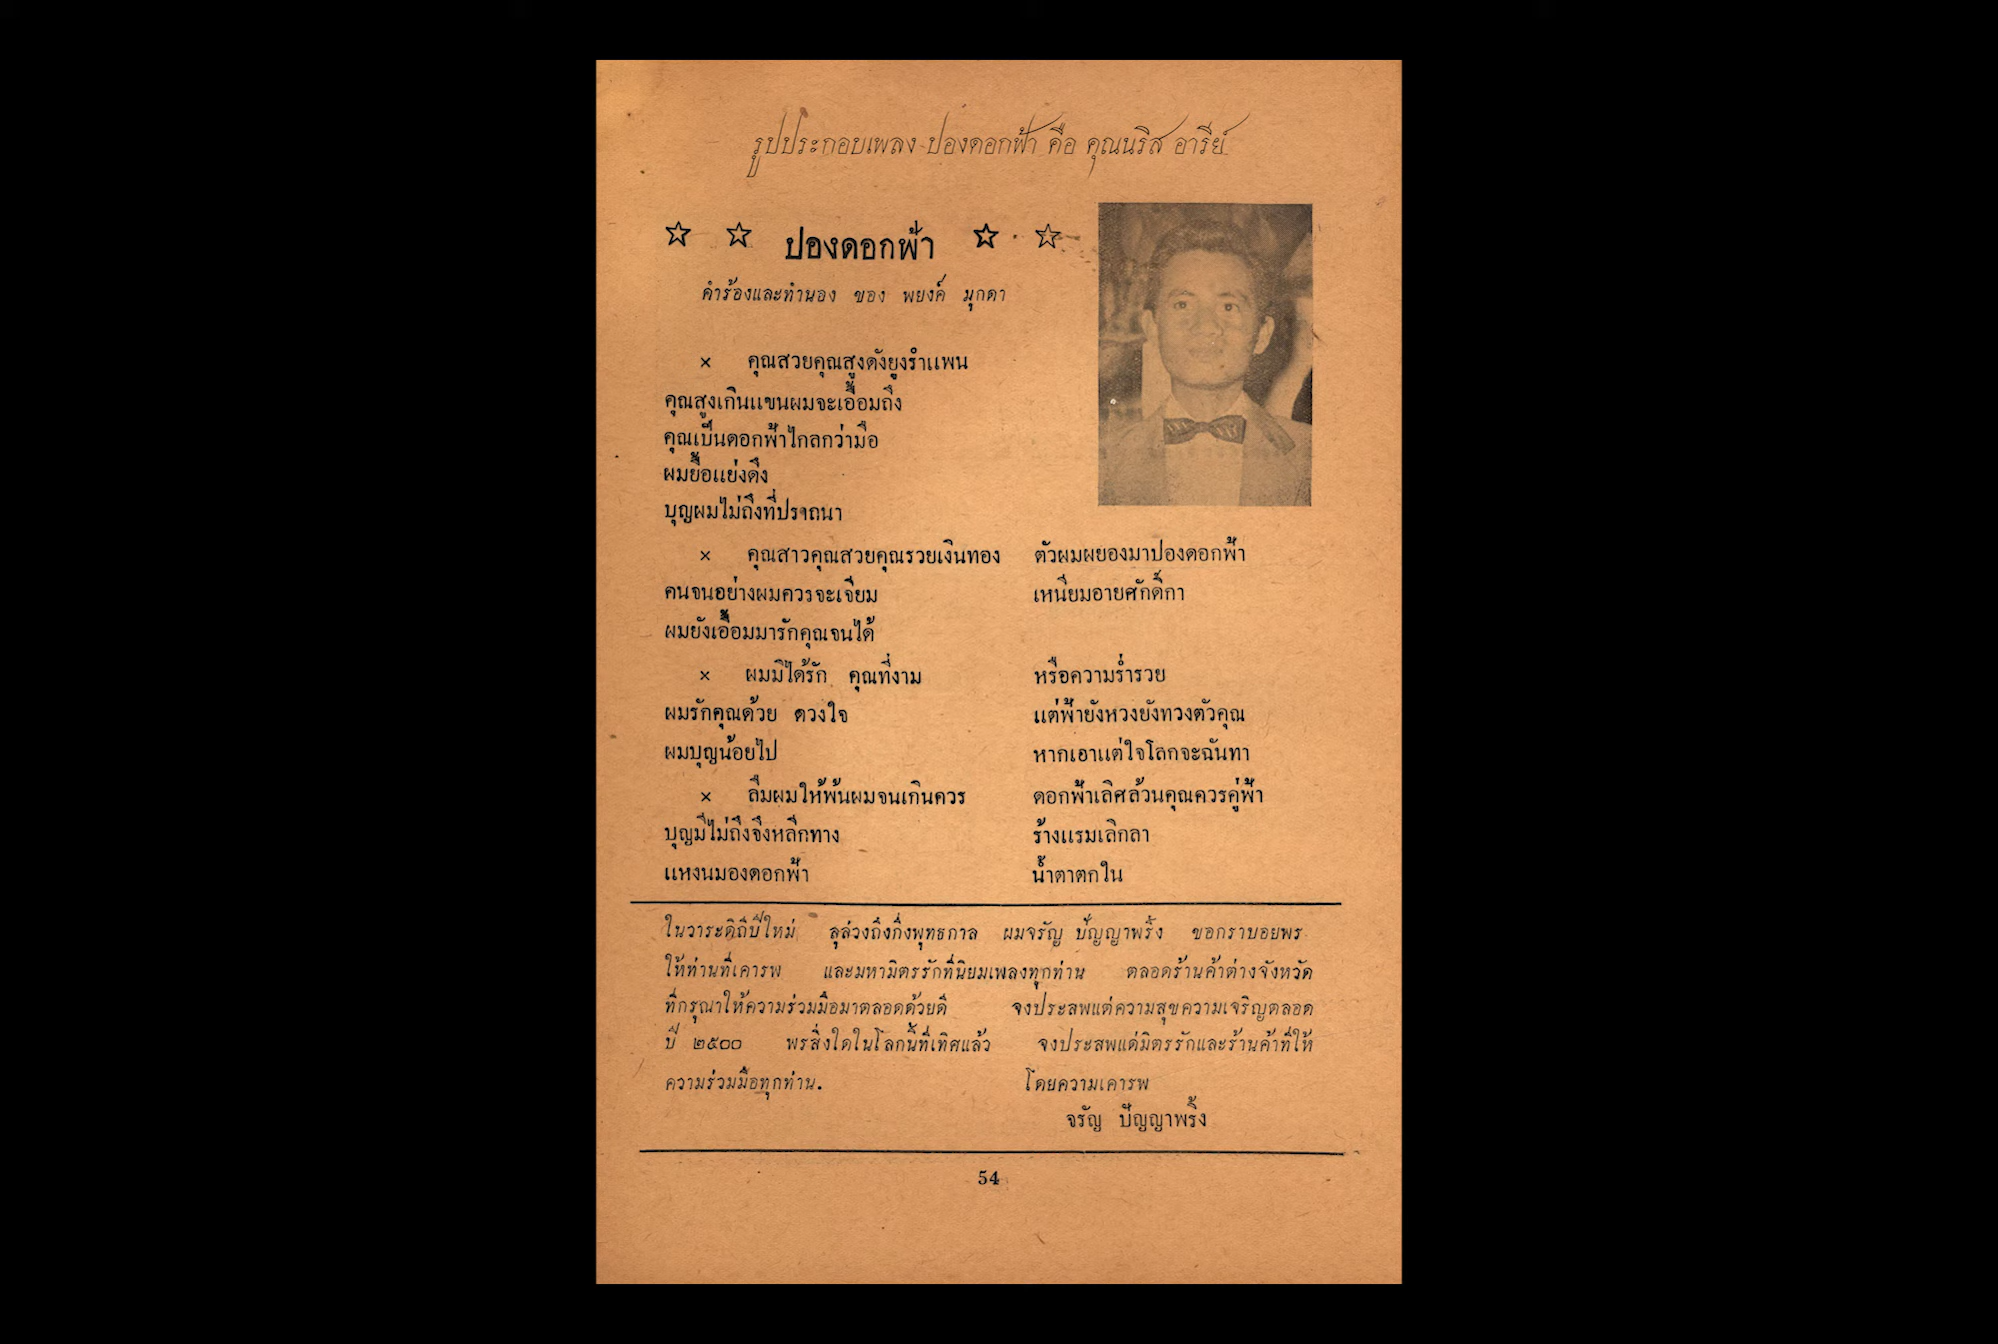 รูปประกอบเพลง ปองดอกฟ้า คือ คุณนริส อารีย์
ปองดอกฟ้า
คำร้องและทำนอง ของ พยงค์ มุกดา
× คุณสวยคุณสูงดังยูงรำแพน
คุณสูงเกินแขนผมจะเอื้อมถึง
คุณเป็นดอกฟ้าไกลกว่ามือ
ผมยื้อแย่งดึง
บุญผมไม่ถึงที่ปราถนา
× คุณสาวคุณสวยคุณรวยเงินทอง ตัวผมผยองมาปองดอกฟ้า
คนจนอย่างผมควรจะเจียม เหนียมอายศักดิ์กา
ผมยังเอื้อมมารักคุณจนได้
× ผมมิได้รัก คุณที่งาม หรือความร่ำรวย
ผมรักคุณด้วย ดวงใจ แต่ฟ้ายังหวงยังทวงตัวคุณ
ผมบุญน้อยไป หากเอาแต่ใจโลกจะฉันทา
× ลืมผมให้พ้นผมจนเกินควร ดอกฟ้าเลิศล้วนคุณควรคู่ฟ้า
บุญมีไม่ถึงจึงหลีกทาง ร้างแรมเลิกลา
แหงนมองดอกฟ้า น้ำตาตกใน
ในวาระดิถีปีใหม่ ลุล่วงถึงกึ่งพุทธกาล ผมจรัญ ปัญญาพริ้ง ขอกราบอยพร
ให้ท่านที่เคารพ และมหามิตรรักที่นิยมเพลงทุกท่าน ตลอดร้านค้าต่างจังหวัด
ที่กรุณาให้ความร่วมมือมาตลอดด้วยดี จงประสพแต่ความสุขความเจริญตลอด
ปี ๒๕๐๐ พรสิ่งใดในโลกนี้ที่เทิศแล้ว จงประสพแด่มิตรรักและร้านค้าที่ให้
ความร่วมมือทุกท่าน. โดยความเคารพ
จรัญ ปัญญาพริ้ง
54